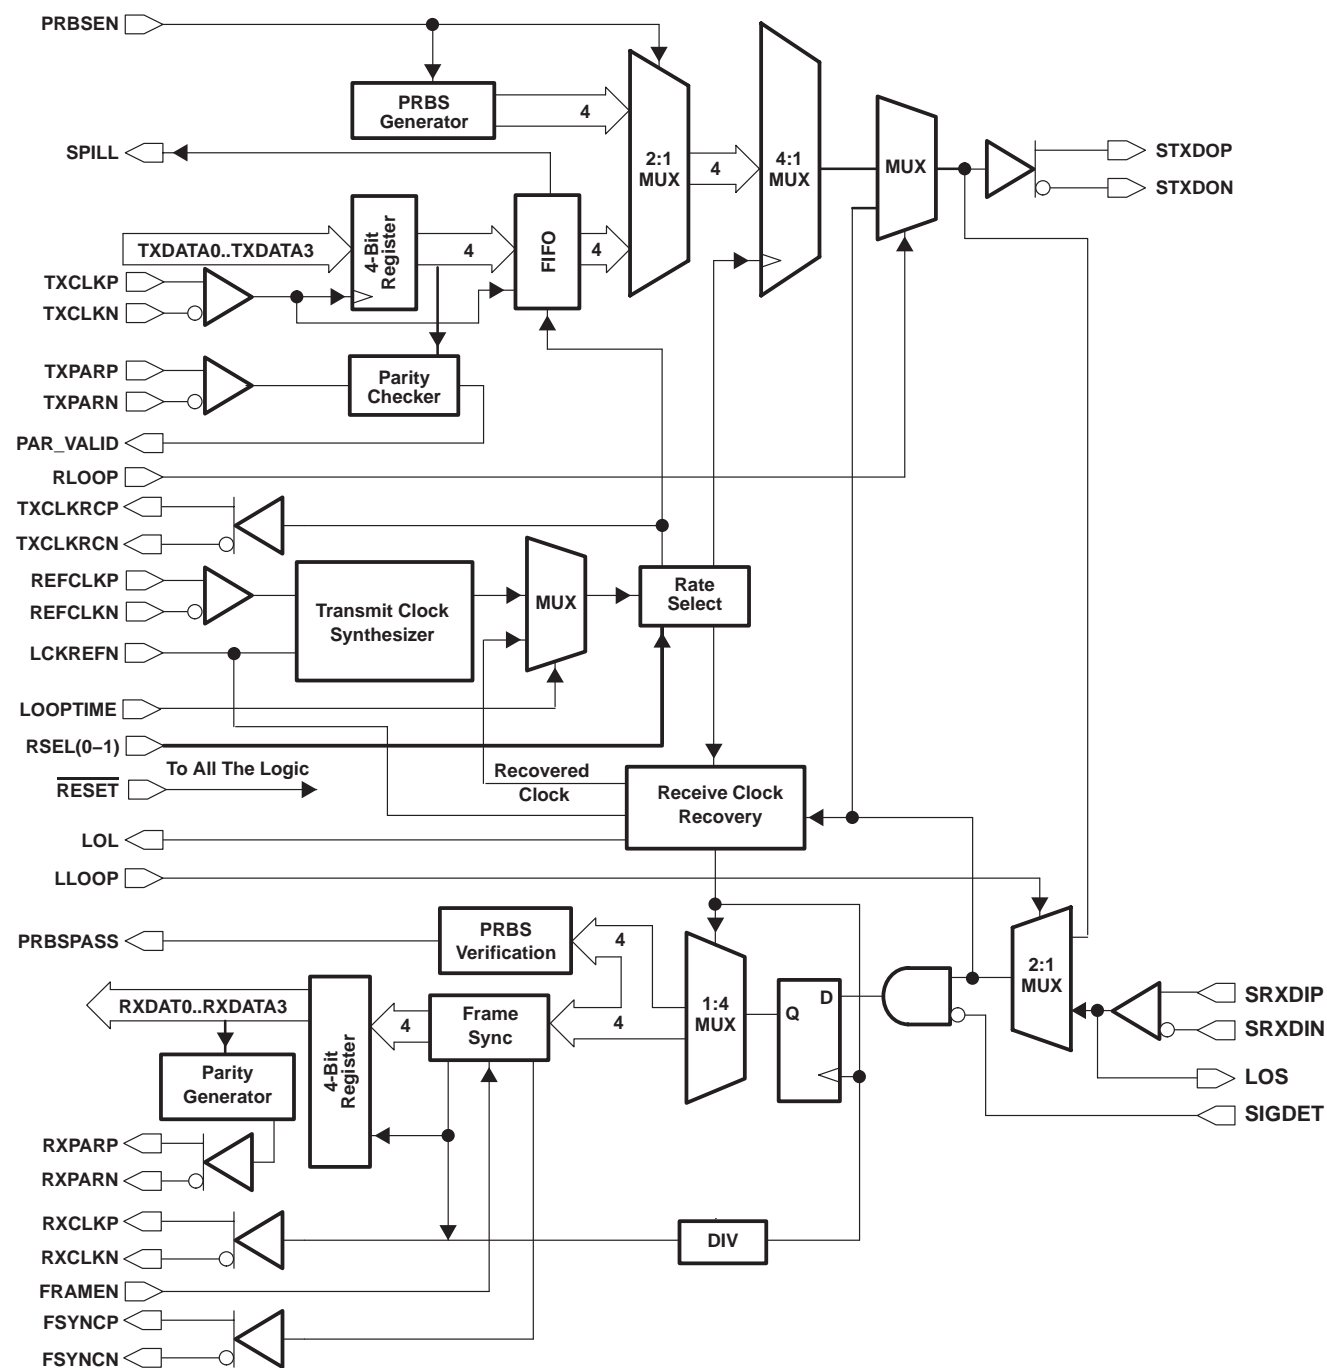 PRBSEN
PRBS
Generator
4
SPILL
2:1
MUX
4
4:1
MUX
MUX
STXDOP
STXDON
TXDATA0..TXDATA3
4-Bit
Register
4
FIFO
4
TXCLKP
TXCLKN
TXPARP
TXPARN
Parity
Checker
PAR_VALID
RLOOP
TXCLKRCP
TXCLKRCN
REFCLKP
REFCLKN
Transmit Clock
Synthesizer
MUX
Rate
Select
LCKREFN
LOOPTIME
RSEL(0–1)
RESET
To All The Logic
Recovered
Clock
Receive Clock
Recovery
LOL
LLOOP
PRBSPASS
PRBS
Verification
4
2:1
MUX
RXDAT0..RXDATA3
4-Bit
Register
4
Frame
Sync
4
1:4
MUX
Q
D
SRXDIP
SRXDIN
LOS
SIGDET
Parity
Generator
RXPARP
RXPARN
RXCLKP
RXCLKN
DIV
FRAMEN
FSYNCP
FSYNCN